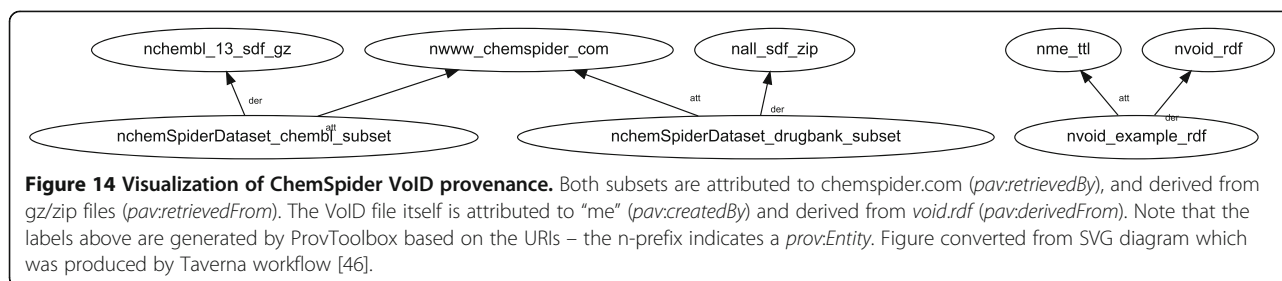 nchembl_13_sdf_gz nwww_chemspider_com nall_sdf_zip nme_ttl nvoid_rdf
der att att der att der
nchemSpiderDataset_chembl_subset nchemSpiderDataset_drugbank_subset nvoid_example_rdf
Figure 14 Visualization of ChemSpider VoID provenance. Both subsets are attributed to chemspider.com (pav:retrievedBy), and derived from
gz/zip files (pav:retrievedFrom). The VoID file itself is attributed to “me” (pav:createdBy) and derived from void.rdf (pav:derivedFrom). Note that the
labels above are generated by ProvToolbox based on the URIs – the n-prefix indicates a prov:Entity. Figure converted from SVG diagram which
was produced by Taverna workflow [46].